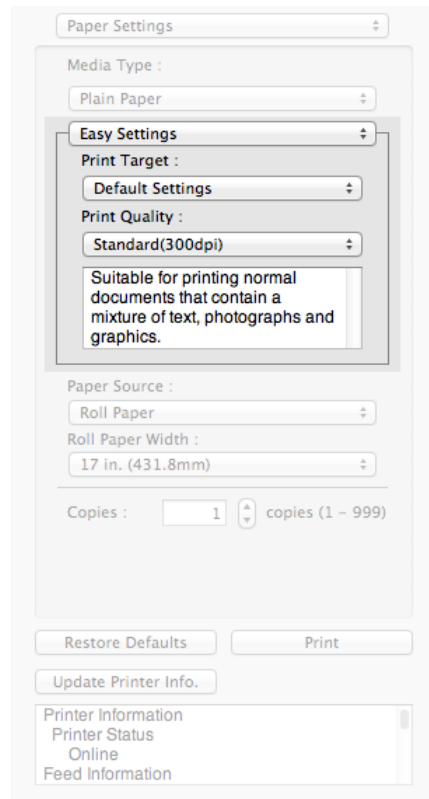 Paper Settings
Media Type :
Plain Paper
Easy Settings
Print Target :
Default Settings
Print Quality :
Standard(300dpi)
Suitable for printing normal
documents that contain a
mixture of text, photographs and
graphics.
Paper Source :
Roll Paper
Roll Paper Width :
17 in. (431.8mm)
Copies : 1 copies (1 – 999)
Restore Defaults Print
Update Printer Info.
Printer Information
Printer Status
Online
Feed Information